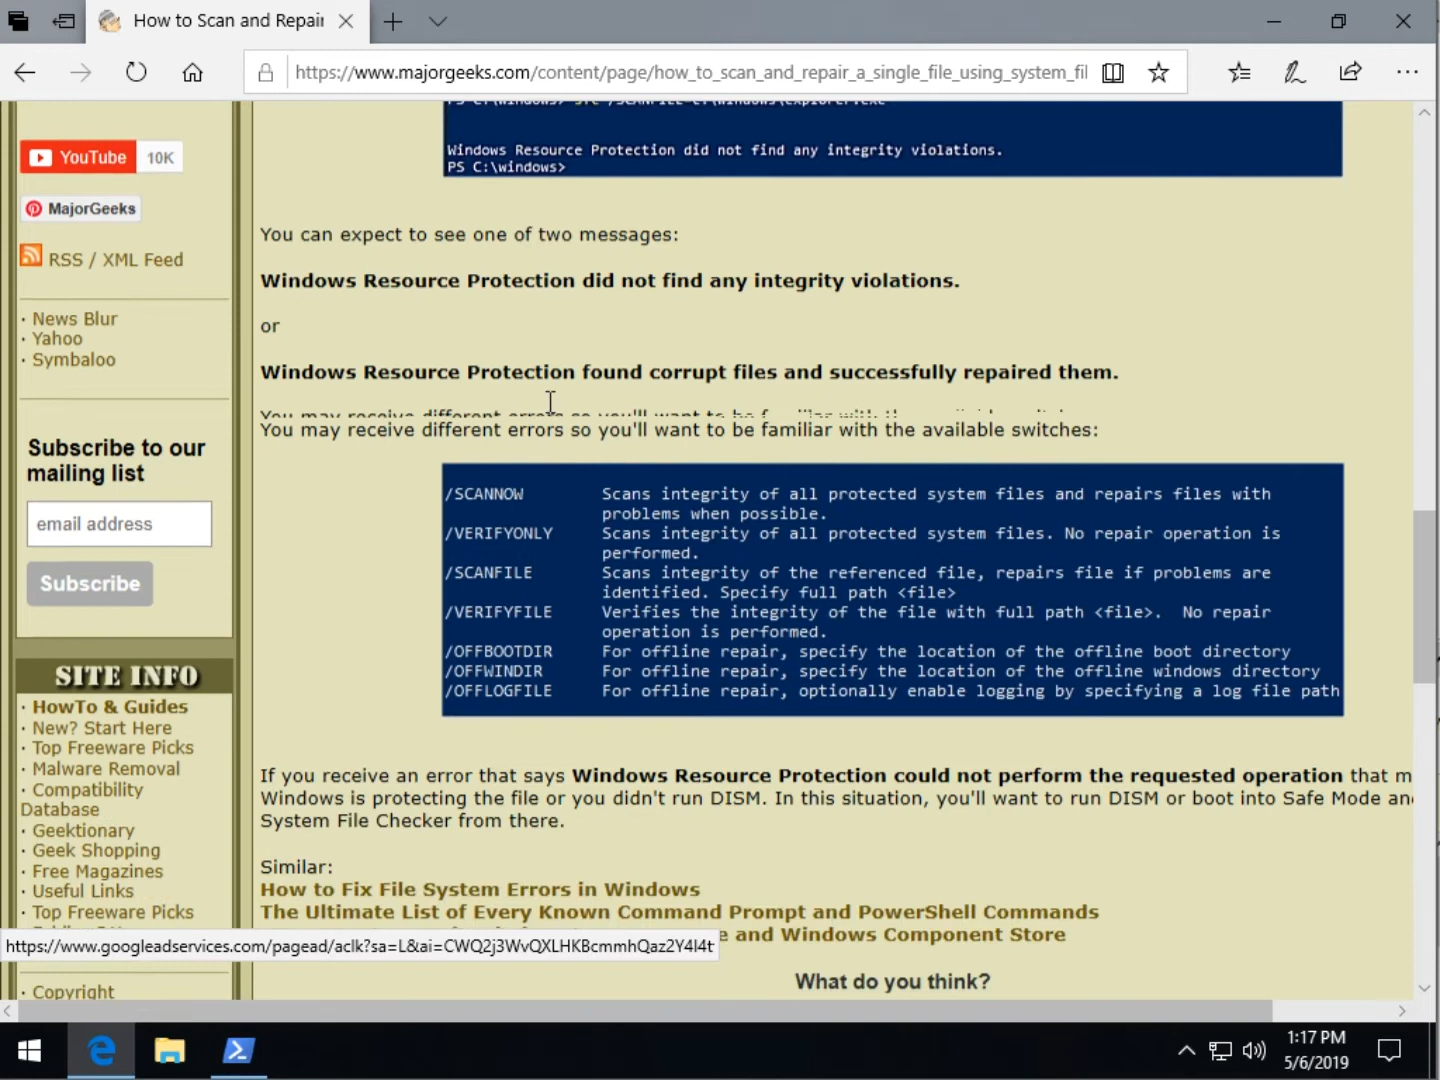 How to Scan and Repair
https://www.majorgeeks.com/content/page/how_to_scan_and_repair_a_single_file_using_system_fil
Windows Resource Protection did not find any integrity violations.
PS C:\windows>
YouTube 10K
MajorGeeks
RSS / XML Feed
· News Blur
· Yahoo
· Symbaloo
Subscribe to our
mailing list
email address
Subscribe
SITE INFO
· HowTo & Guides
· New? Start Here
· Top Freeware Picks
· Malware Removal
· Compatibility
Database
· Geektionary
· Geek Shopping
· Free Magazines
· Useful Links
· Top Freeware Picks
· Copyright
You can expect to see one of two messages:
Windows Resource Protection did not find any integrity violations.
or
Windows Resource Protection found corrupt files and successfully repaired them.
You may receive different errors so you'll want to be familiar with the available switches:
/SCANNOW Scans integrity of all protected system files and repairs files with
problems when possible.
/VERIFYONLY Scans integrity of all protected system files. No repair operation is
performed.
/SCANFILE Scans integrity of the referenced file, repairs file if problems are
identified. Specify full path <file>
/VERIFYFILE Verifies the integrity of the file with full path <file>. No repair
operation is performed.
/OFFBOOTDIR For offline repair, specify the location of the offline boot directory
/OFFWINDIR For offline repair, specify the location of the offline windows directory
/OFFLOGFILE For offline repair, optionally enable logging by specifying a log file path
If you receive an error that says Windows Resource Protection could not perform the requested operation that m
Windows is protecting the file or you didn't run DISM. In this situation, you'll want to run DISM or boot into Safe Mode an
System File Checker from there.
Similar:
How to Fix File System Errors in Windows
The Ultimate List of Every Known Command Prompt and PowerShell Commands
e and Windows Component Store
https://www.googleadservices.com/pagead/aclk?sa=L&ai=CWQ2j3WvQXLHKBcmmhQaz2Y4I4t
What do you think?
1:17 PM
5/6/2019